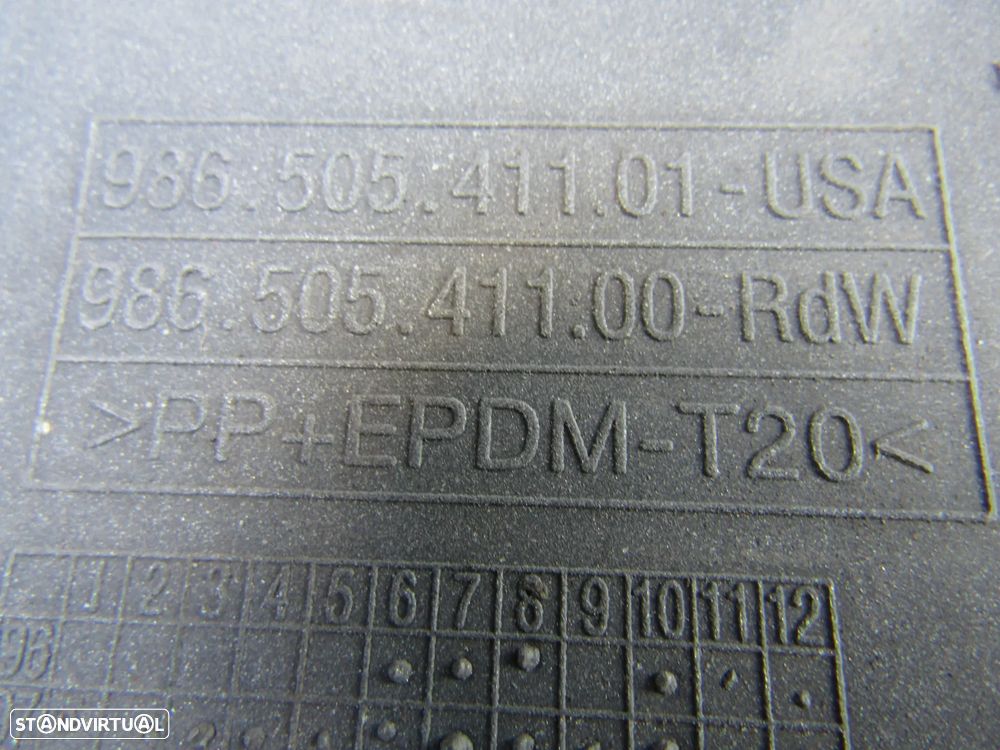 986.505.411.01-USA
986.505.411.00-RdW
>PP+EPDM-T20<
1 2 3 4 5 6 7 8 9 10 11 12
96
STANDVIRTUAL